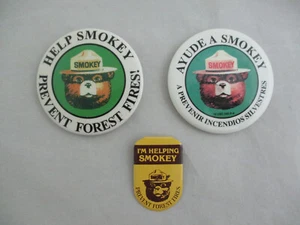 HELP SMOKEY
SMOKEY
PREVENT FOREST FIRES!
AYUDE A SMOKEY
SMOKEY
A PREVENIR INCENDIOS SILVESTRES
I'M HELPING
SMOKEY
PREVENT FOREST FIRES